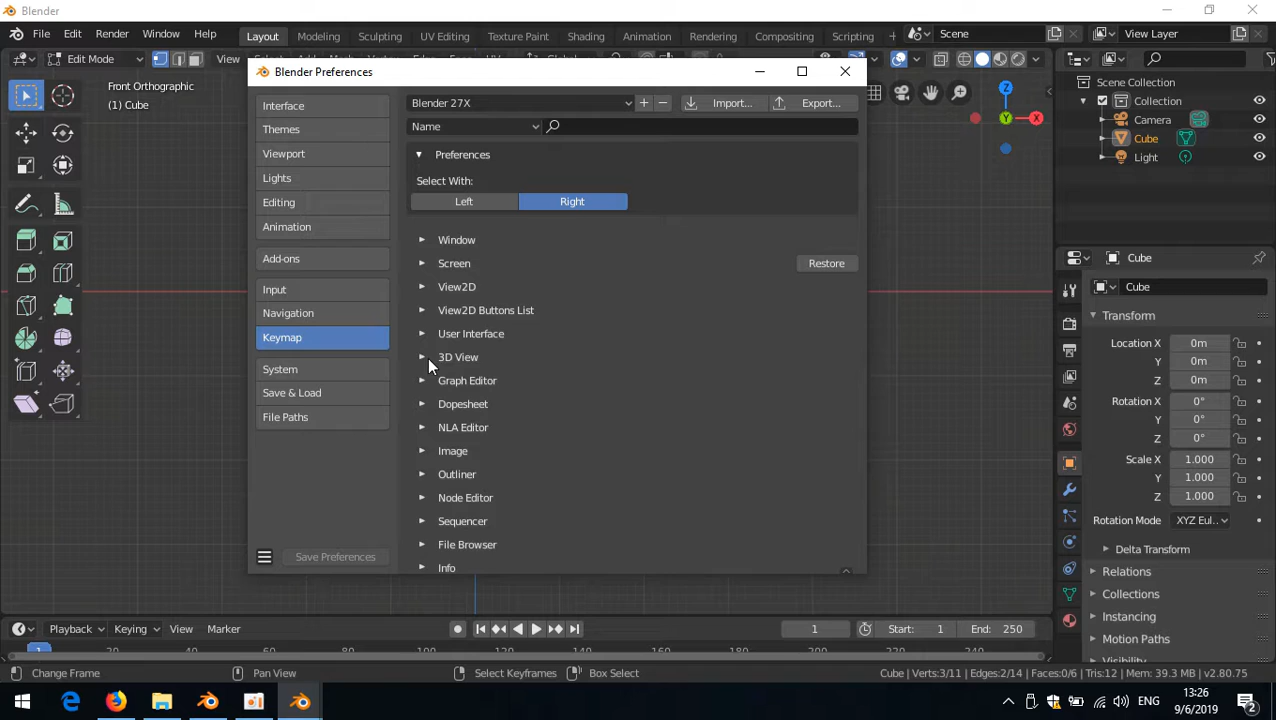 Blender
File Edit Render Window Help Layout Modeling Sculpting UV Editing Texture Paint Shading Animation Rendering Compositing Scripting + Scene View Layer
Edit Mode View
Front Orthographic
(1) Cube
Blender Preferences
Interface
Themes
Viewport
Lights
Editing
Animation
Add-ons
Input
Navigation
Keymap
System
Save & Load
File Paths
Save Preferences
Blender 27X + − Import... Export...
Name
Preferences
Select With:
Left Right
Window
Screen Restore
View2D
View2D Buttons List
User Interface
3D View
Graph Editor
Dopesheet
NLA Editor
Image
Outliner
Node Editor
Sequencer
File Browser
Info
Z
Y X
Scene Collection
Collection
Camera
Cube
Light
Cube
Cube
Transform
Location X 0m
Y 0m
Z 0m
Rotation X 0°
Y 0°
Z 0°
Scale X 1.000
Y 1.000
Z 1.000
Rotation Mode XYZ Eul..
Delta Transform
Relations
Collections
Instancing
Motion Paths
Visibility
Playback Keying View Marker 1 Start: 1 End: 250
1 20 40 60 80 100 120 140 160 180 200 220 240
Change Frame Pan View Select Keyframes Box Select Cube | Verts:3/11 | Edges:2/14 | Faces:0/6 | Tris:12 | Mem: 39.3 MB | v2.80.75
ENG 13:26
9/6/2019 2